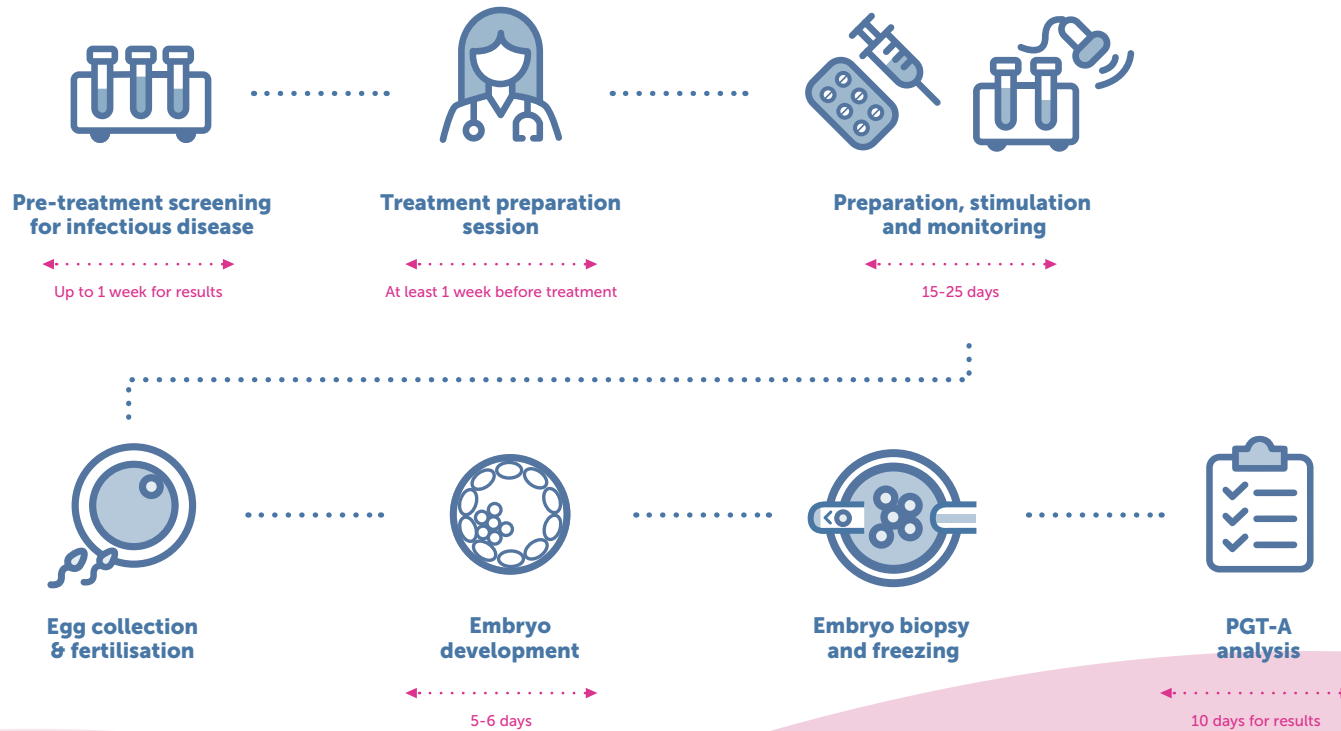 Pre-treatment screening
for infectious disease
Up to 1 week for results
Treatment preparation
session
At least 1 week before treatment
Preparation, stimulation
and monitoring
15-25 days
Egg collection
& fertilisation
Embryo
development
5-6 days
Embryo biopsy
and freezing
PGT-A
analysis
10 days for results